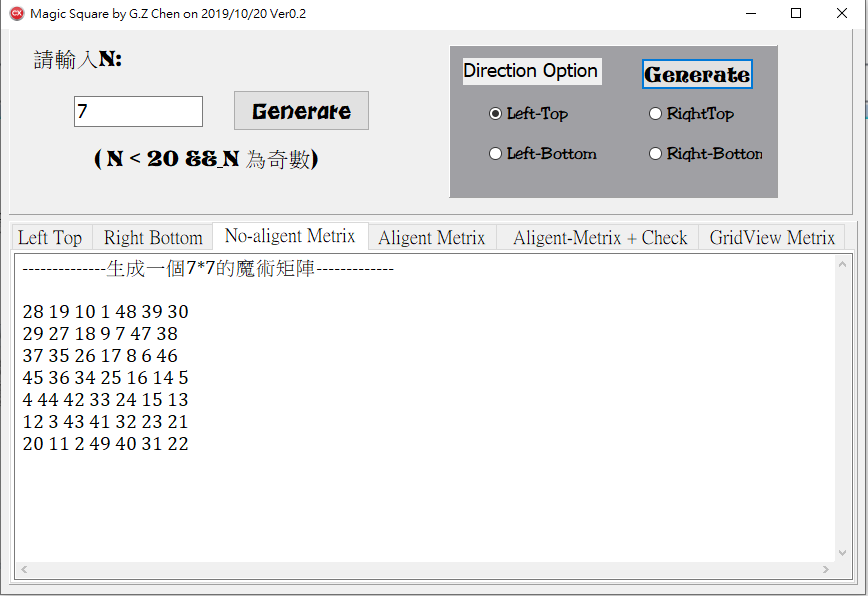 Magic Square by G.Z Chen on 2019/10/20 Ver0.2
請輸入N:
7
Generate
( N < 20 && N 為奇數)
Direction Option
Generate
Left-Top
RightTop
Left-Bottom
Right-Botton
Left Top
Right Bottom
No-aligent Metrix
Aligent Metrix
Aligent-Metrix + Check
GridView Metrix
--------------生成一個7*7的魔術矩陣-------------
28 19 10 1 48 39 30
29 27 18 9 7 47 38
37 35 26 17 8 6 46
45 36 34 25 16 14 5
4 44 42 33 24 15 13
12 3 43 41 32 23 21
20 11 2 49 40 31 22